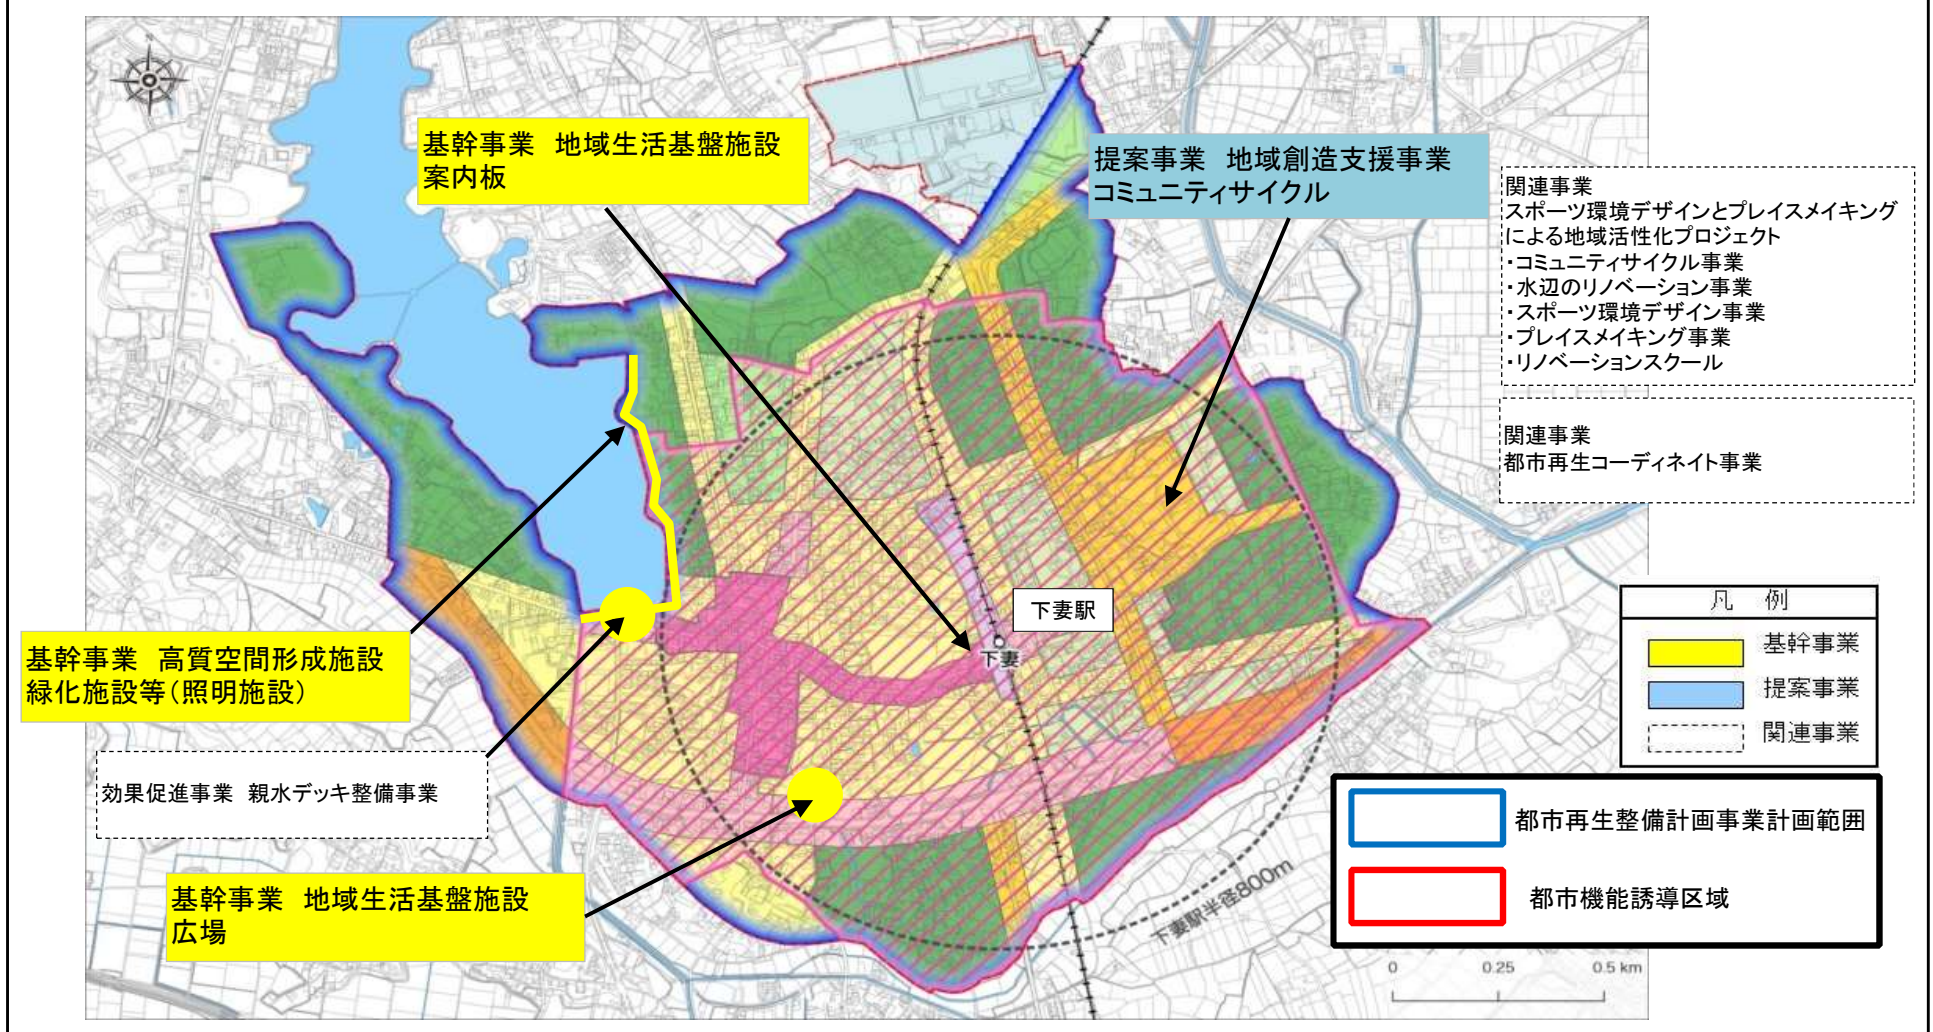 N
基幹事業　地域生活基盤施設
案内板
提案事業　地域創造支援事業
コミュニティサイクル
関連事業
スポーツ環境デザインとプレイスメイキング
による地域活性化プロジェクト
・コミュニティサイクル事業
・水辺のリノベーション事業
・スポーツ環境デザイン事業
・プレイスメイキング事業
・リノベーションスクール
関連事業
都市再生コーディネイト事業
下妻駅
下妻
基幹事業　高質空間形成施設
緑化施設等(照明施設)
効果促進事業　親水デッキ整備事業
基幹事業　地域生活基盤施設
広場
凡　例
基幹事業
提案事業
関連事業
都市再生整備計画事業計画範囲
都市機能誘導区域
下妻駅半径800m
0 0.25 0.5 km